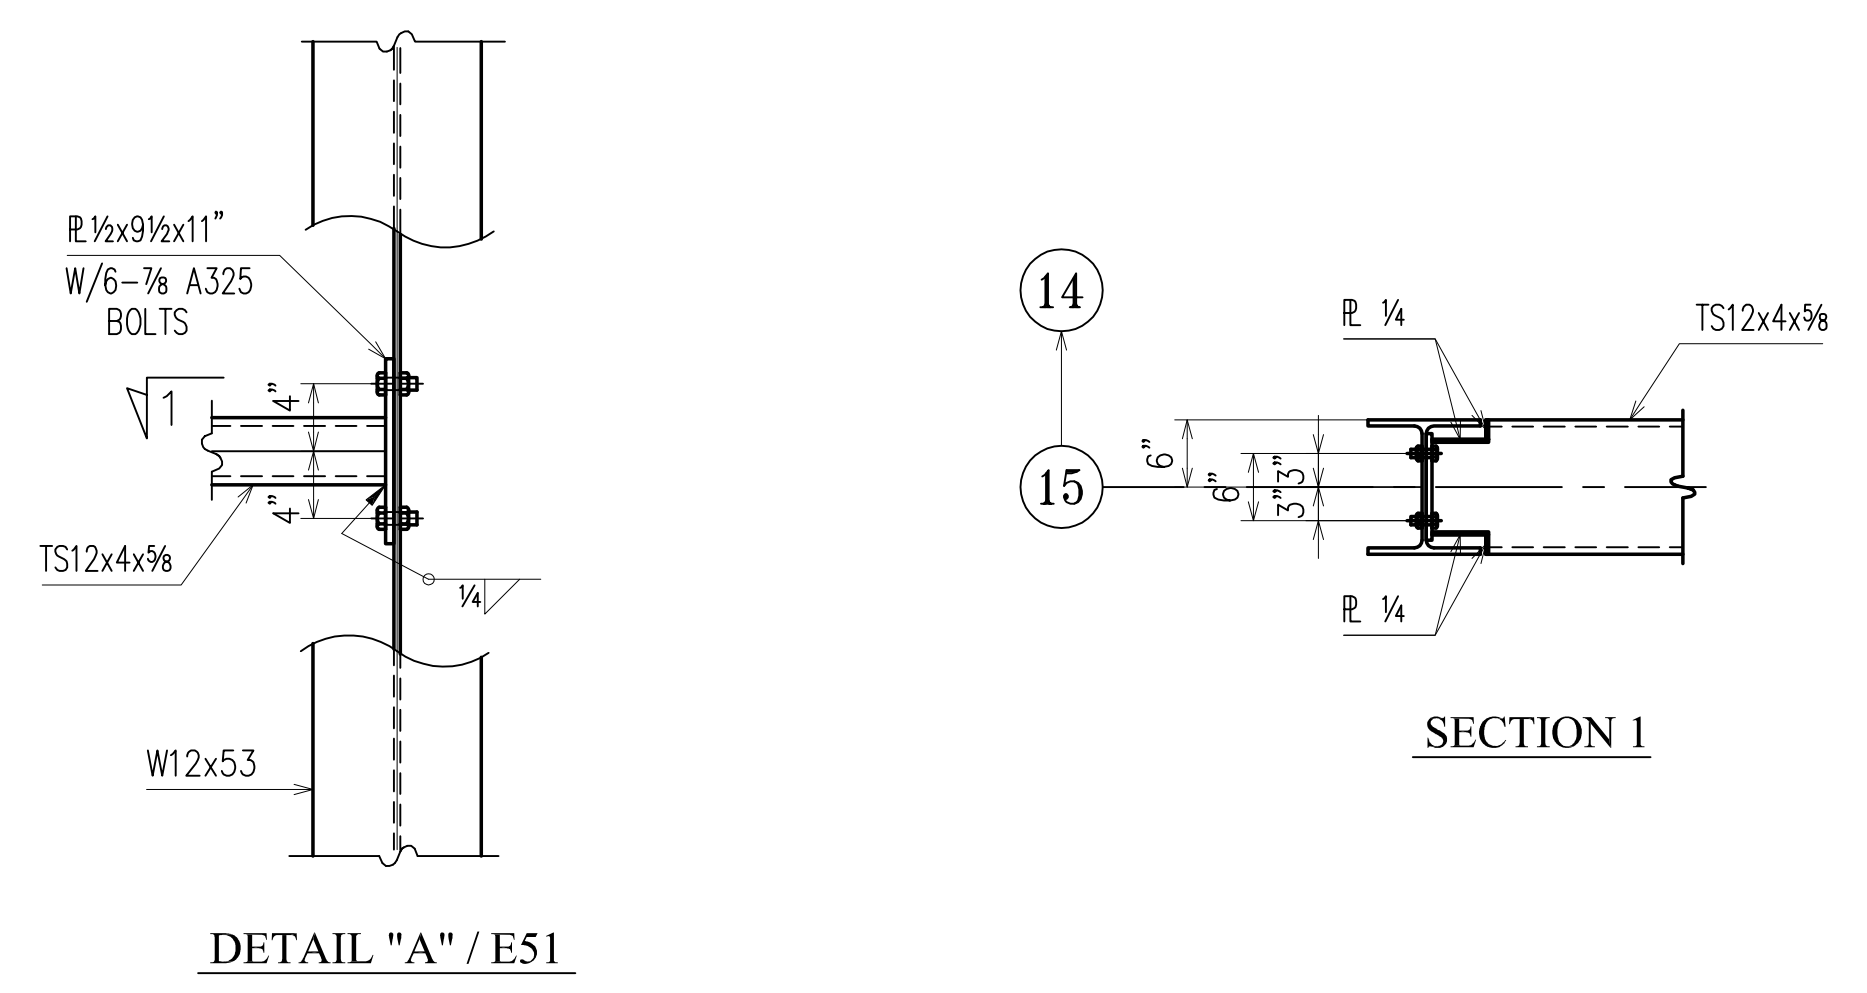 ℄ ½x9½x11”
W/6-⅞ A325
BOLTS
1
4”
4”
TS12x4x⅝
¼
W12x53
DETAIL "A" / E51
14
15
PL ¼
TS12x4x⅝
6”
6”
3”
3”
PL ¼
SECTION 1